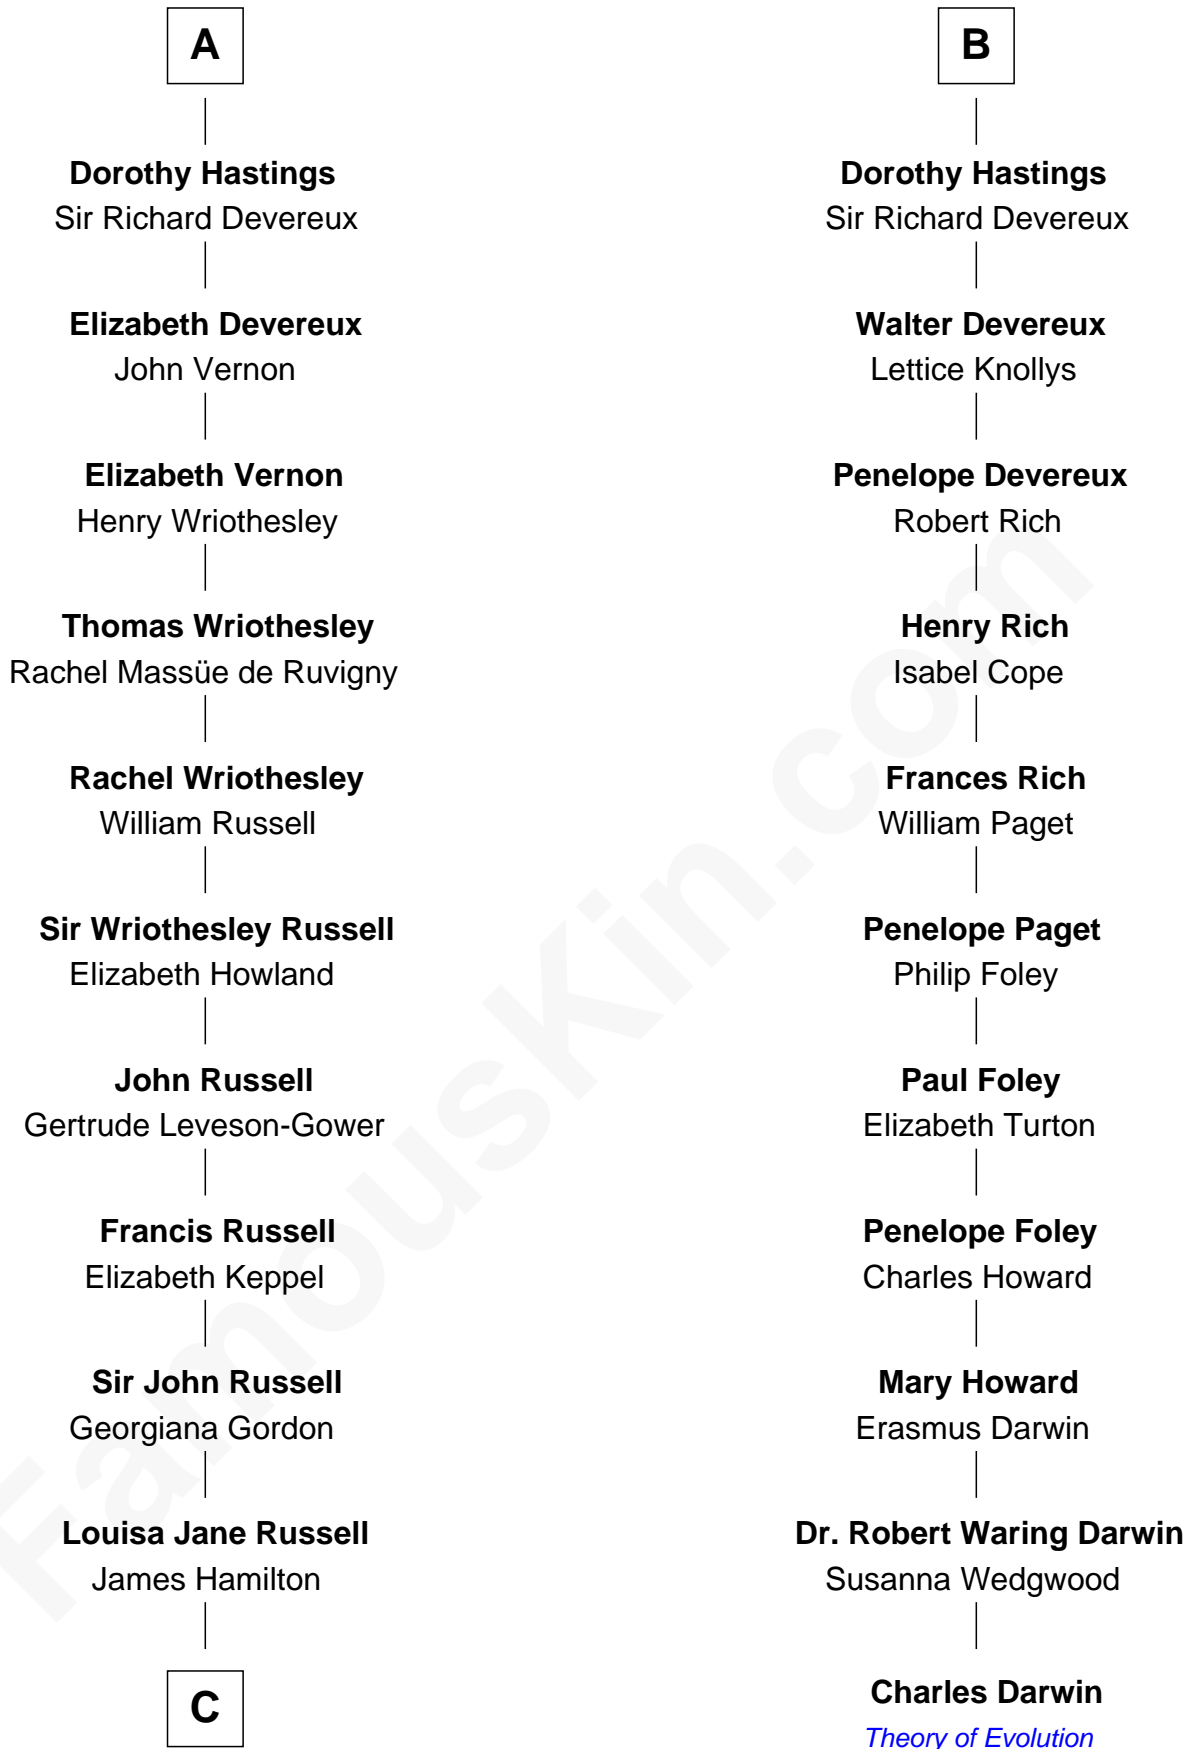 A
Dorothy Hastings
Sir Richard Devereux
Elizabeth Devereux
John Vernon
Elizabeth Vernon
Henry Wriothesley
Thomas Wriothesley
Rachel Massüe de Ruvigny
Rachel Wriothesley
William Russell
Sir Wriothesley Russell
Elizabeth Howland
John Russell
Gertrude Leveson-Gower
Francis Russell
Elizabeth Keppel
Sir John Russell
Georgiana Gordon
Louisa Jane Russell
James Hamilton
C
B
Dorothy Hastings
Sir Richard Devereux
Walter Devereux
Lettice Knollys
Penelope Devereux
Robert Rich
Henry Rich
Isabel Cope
Frances Rich
William Paget
Penelope Paget
Philip Foley
Paul Foley
Elizabeth Turton
Penelope Foley
Charles Howard
Mary Howard
Erasmus Darwin
Dr. Robert Waring Darwin
Susanna Wedgwood
Charles Darwin
Theory of Evolution
FamousKin.com